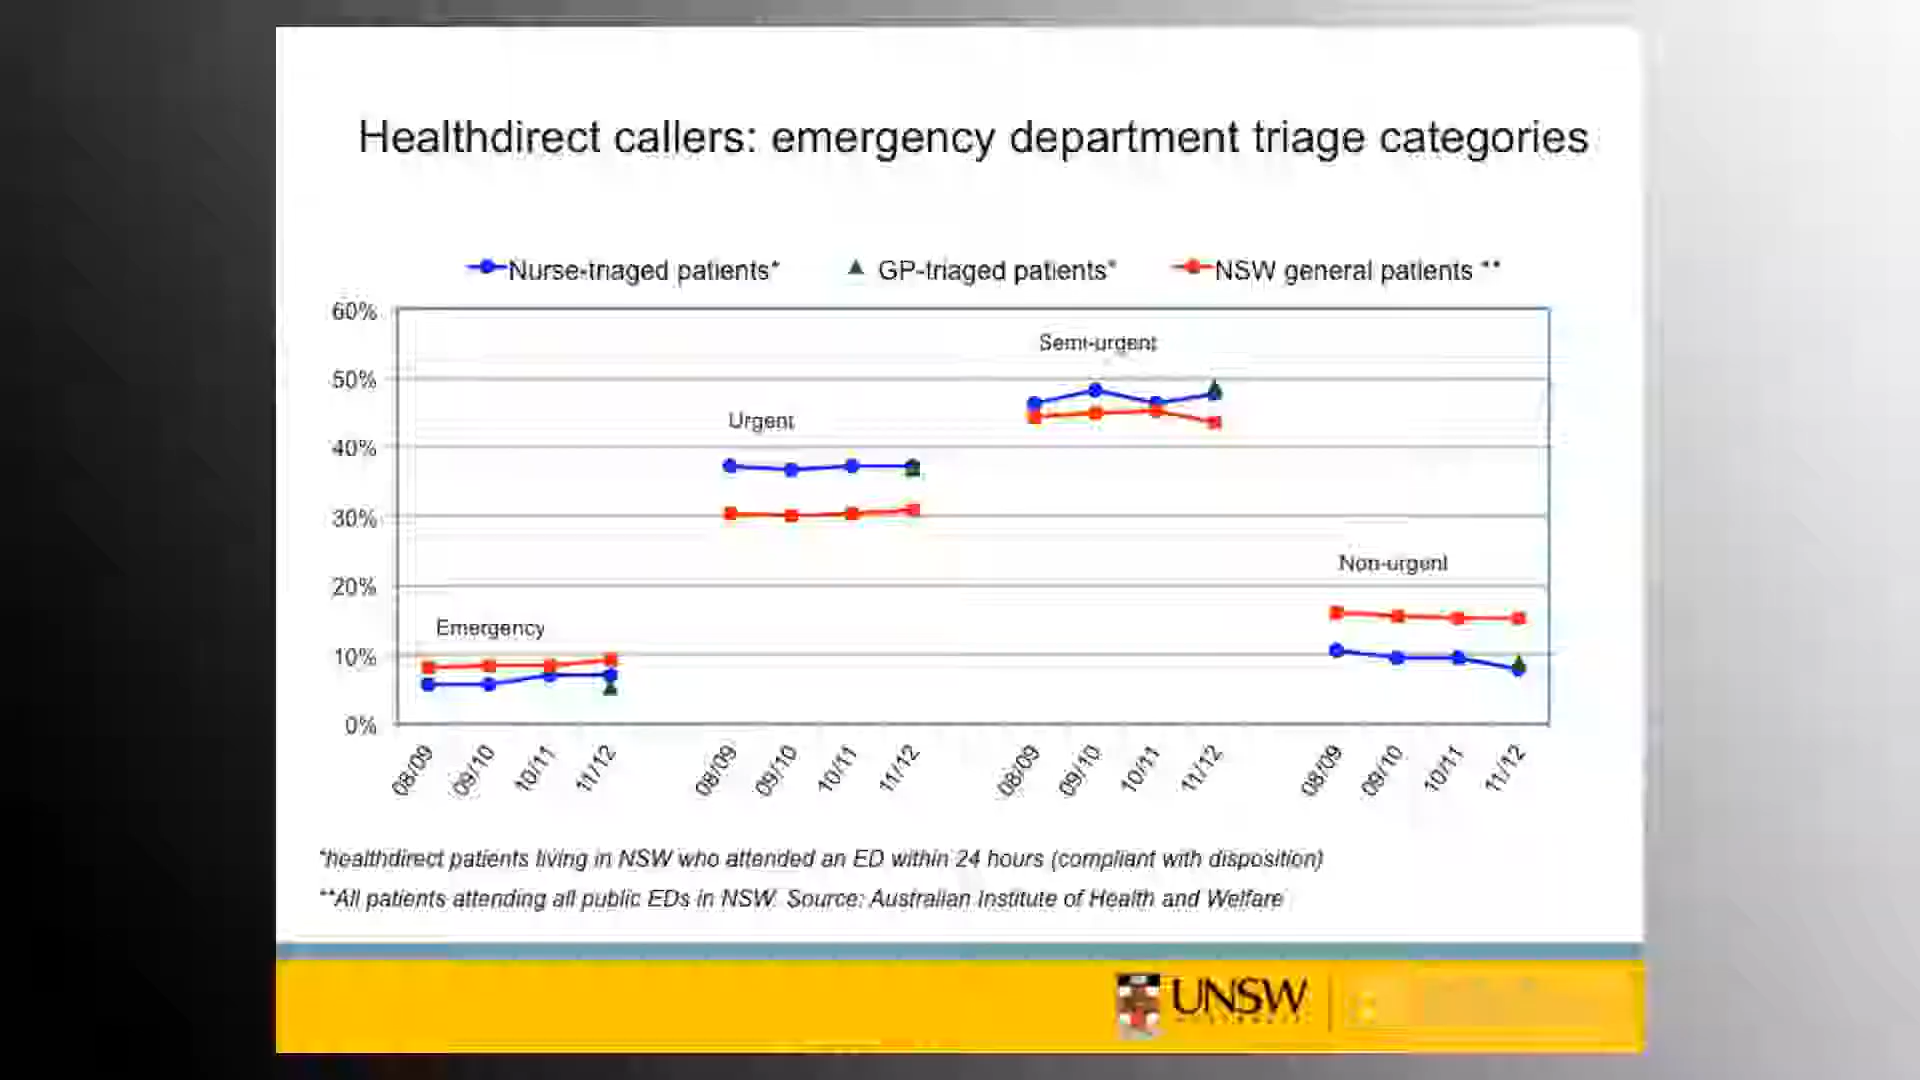 Healthdirect callers: emergency department triage categories
Nurse-triaged patients* GP-triaged patients* NSW general patients **
60%
Semi-urgent
50%
Urgent
40%
30%
Non-urgent
20%
Emergency
10%
0%
08/09 09/10 10/11 11/12 08/09 09/10 10/11 11/12 08/09 09/10 10/11 11/12 08/09 09/10 10/11 11/12
*healthdirect patients living in NSW who attended an ED within 24 hours (compliant with disposition)
**All patients attending all public EDs in NSW. Source: Australian Institute of Health and Welfare
UNSW